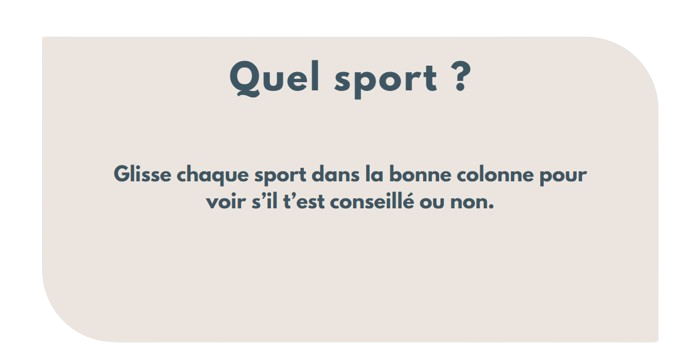 Quel sport ?
Glisse chaque sport dans la bonne colonne pour
voir s’il t’est conseillé ou non.